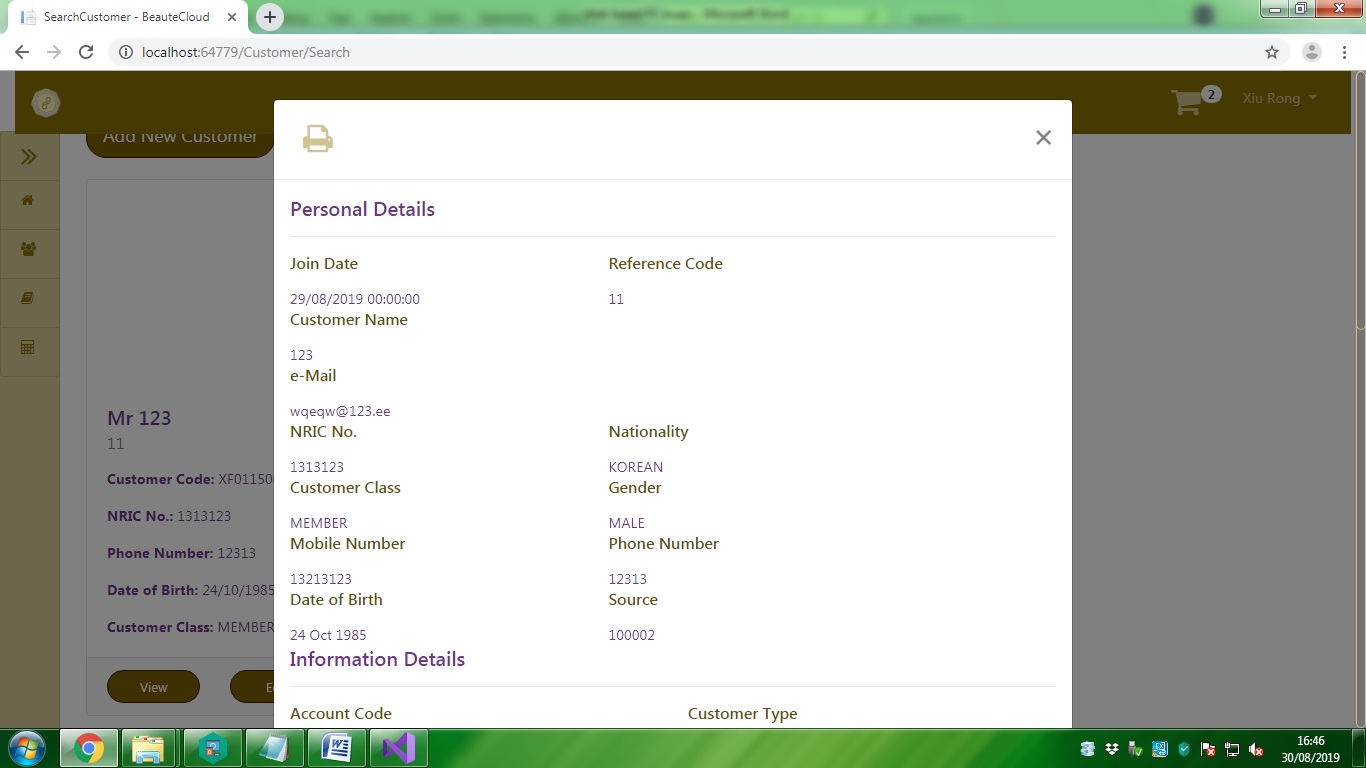 SearchCustomer - BeauteCloud
localhost:64779/Customer/Search
2
Xiu Rong
Add New Customer
Personal Details
Join Date Reference Code
29/08/2019 00:00:00 11
Customer Name
123
e-Mail
wqeqw@123.ee
NRIC No. Nationality
1313123 KOREAN
Customer Class Gender
MEMBER MALE
Mobile Number Phone Number
13213123 12313
Date of Birth Source
24 Oct 1985 100002
Information Details
Account Code Customer Type
Mr 123
11
Customer Code: XF01150
NRIC No.: 1313123
Phone Number: 12313
Date of Birth: 24/10/1985
Customer Class: MEMBER
View
16:46
30/08/2019